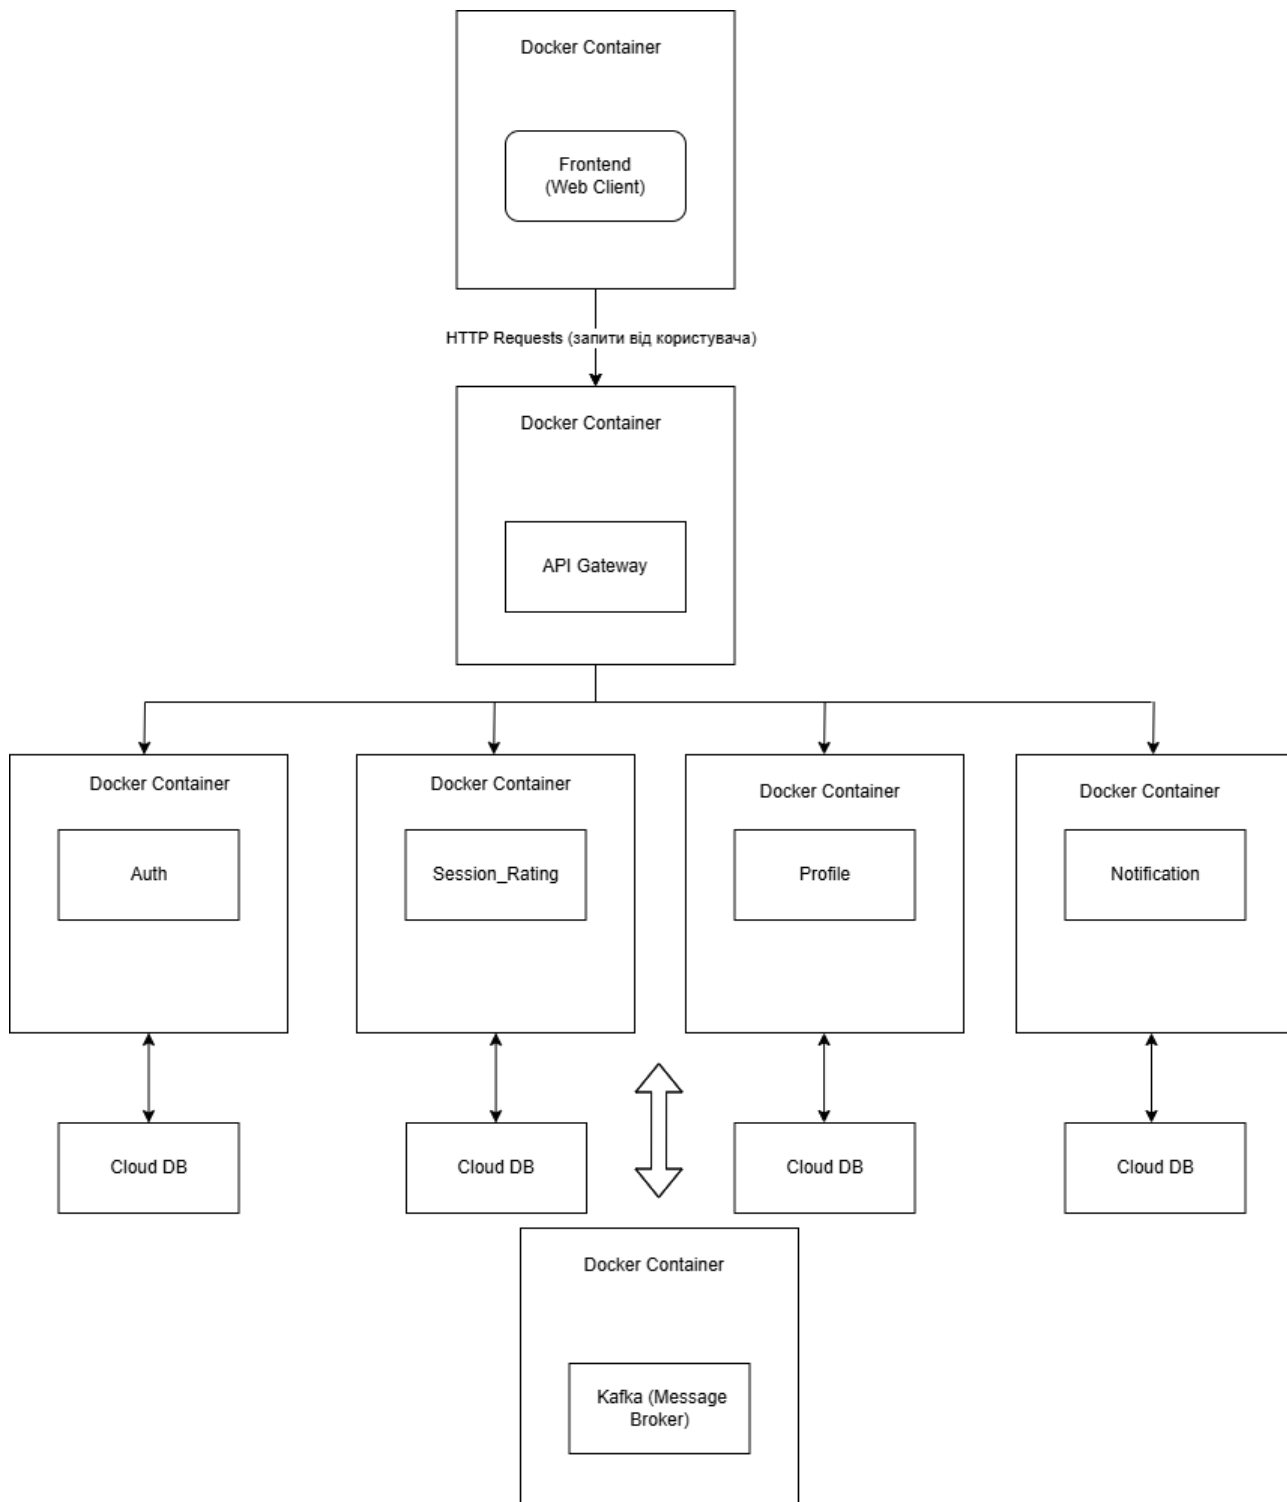 Docker Container
Frontend
(Web Client)
HTTP Requests (запити від користувача)
Docker Container
API Gateway
Docker Container
Auth
Docker Container
Session_Rating
Docker Container
Profile
Docker Container
Notification
Cloud DB
Cloud DB
Cloud DB
Cloud DB
Docker Container
Kafka (Message
Broker)